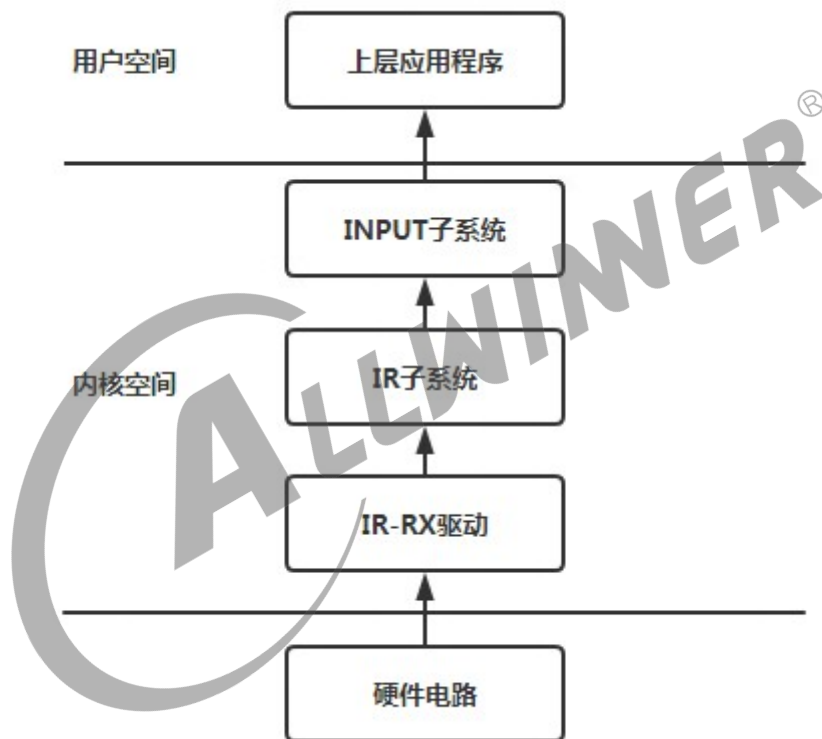 用户空间
上层应用程序
INPUT子系统
内核空间
IR子系统
IR-RX驱动
硬件电路
ALLWINNER®